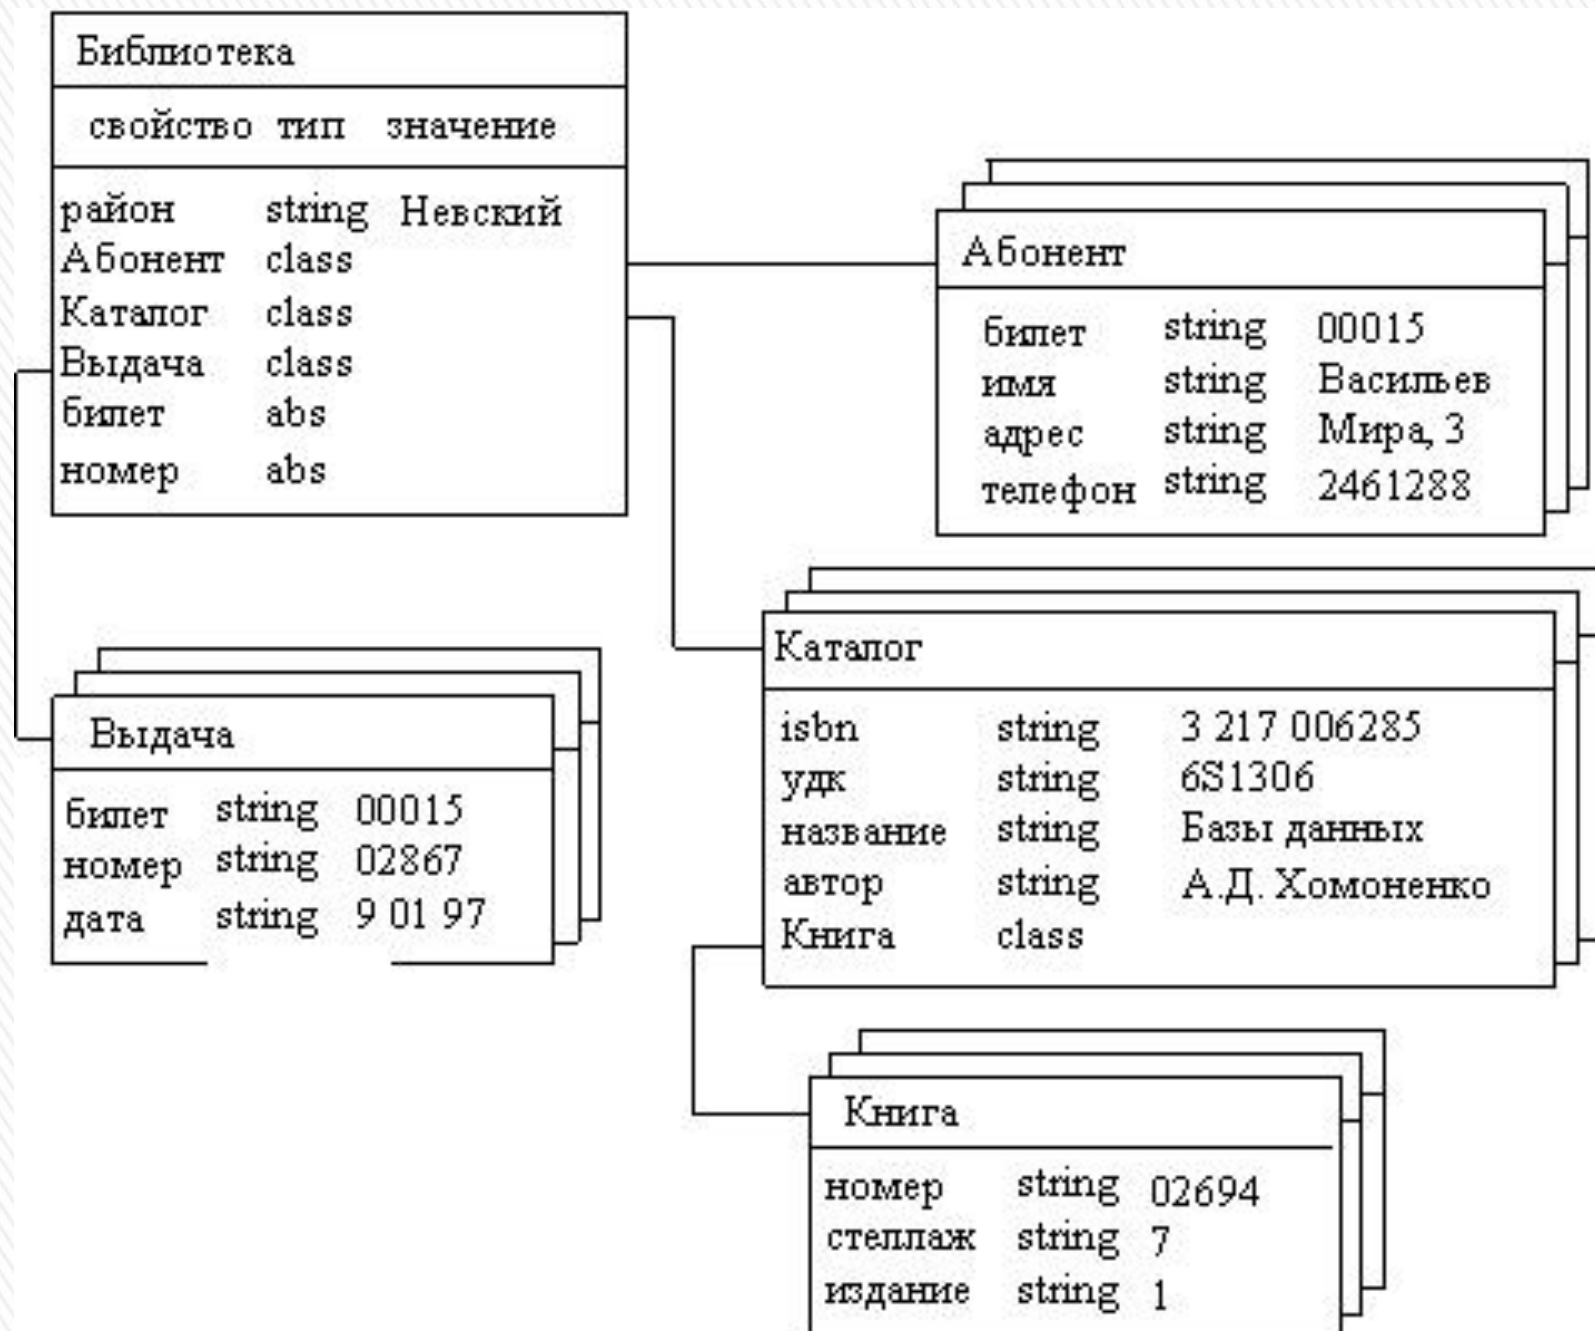 Библиотека
свойство тип значение
район string Невский
Абонент class
Каталог class
Выдача class
билет abs
номер abs
Абонент
билет string 00015
имя string Васильев
адрес string Мира, 3
телефон string 2461288
Каталог
isbn string 3 217 006285
удк string 6S1306
название string Базы данных
автор string А.Д. Хомоненко
Книга class
Выдача
билет string 00015
номер string 02867
дата string 9 01 97
Книга
номер string 02694
стеллаж string 7
издание string 1